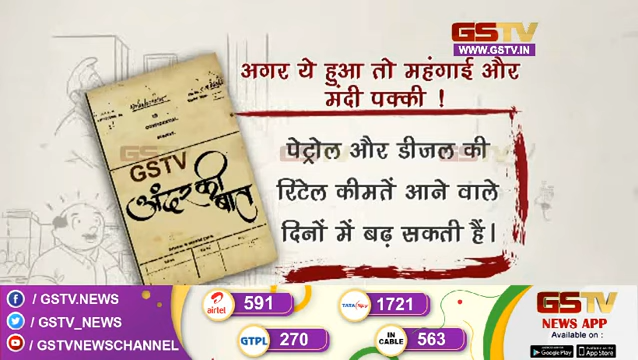 GSTV
WWW.GSTV.IN
अगर ये हुआ तो महंगाई और
मंदी पक्की !
GSTV
अंदर की बात
पेट्रोल और डीजल की
रिटेल कीमतें आने वाले
दिनों में बढ़ सकती हैं।
/ GSTV.NEWS
/ GSTV_NEWS
/ GSTVNEWSCHANNEL
airtel 591
TATA Sky 1721
GTPL 270
IN CABLE 563
GSTV
NEWS APP
Available on :
Google Play
App Store